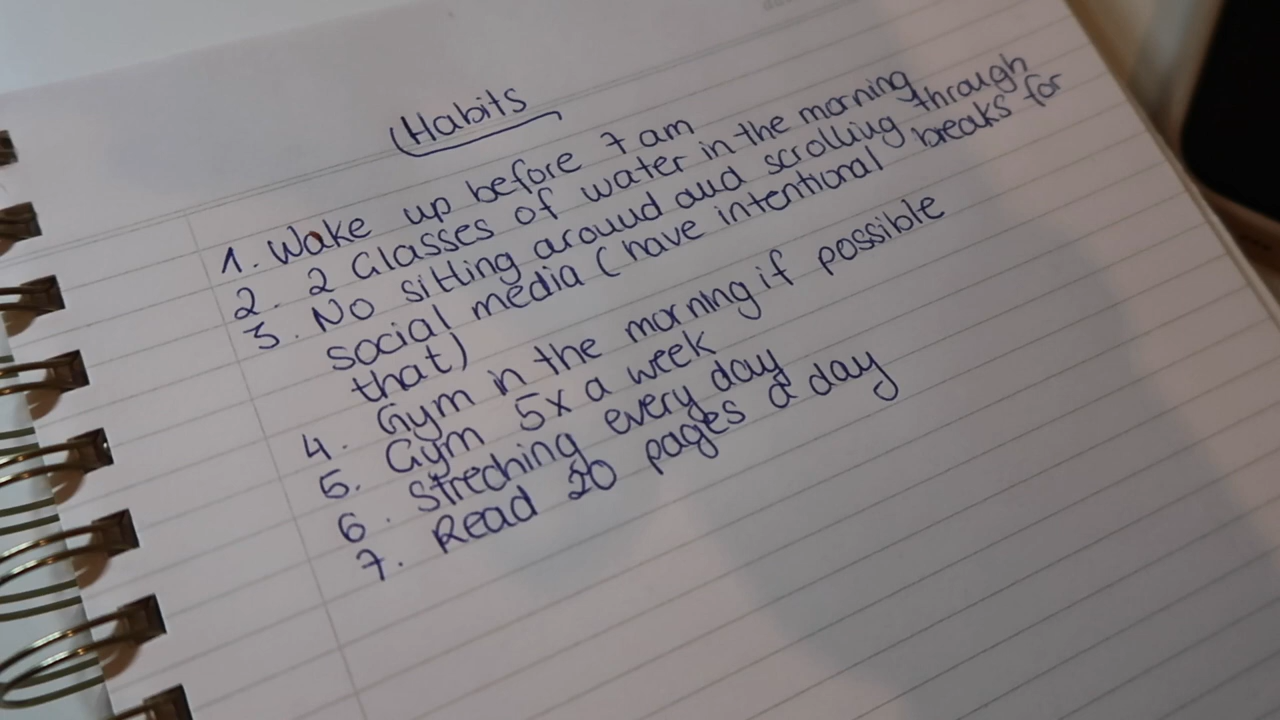 Habits
1. Wake up before 7 am
2. 2 Glasses of water in the morning
3. No sitting around and scrolling through
social media (have intentional breaks for
that)
4. Gym in the morning if possible
5. Gym 5x a week
6. Streching every day
7. Read 20 pages a day